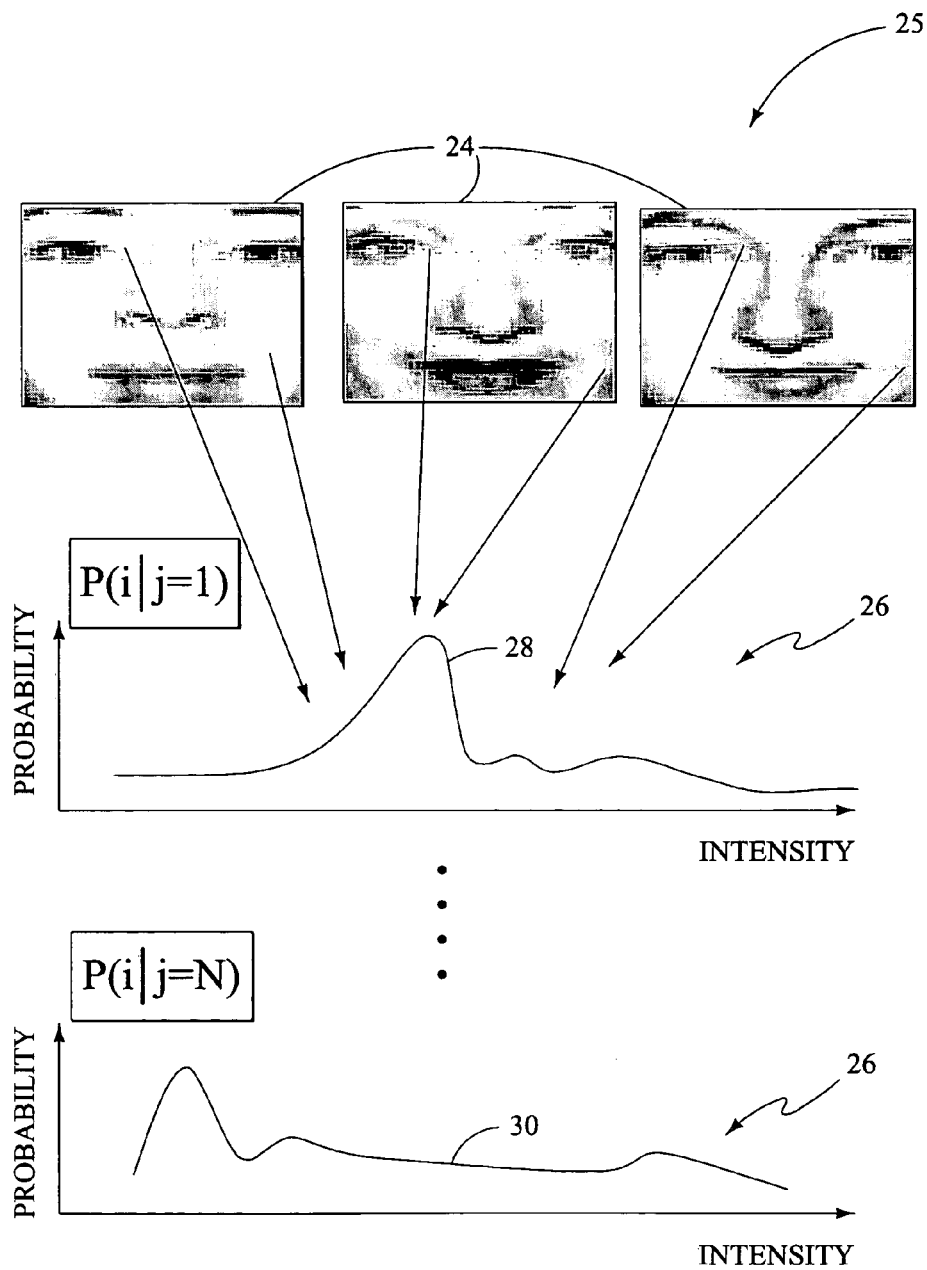 25
24
P(i|j=1)
26
28
PROBABILITY
INTENSITY
P(i|j=N)
26
30
PROBABILITY
INTENSITY